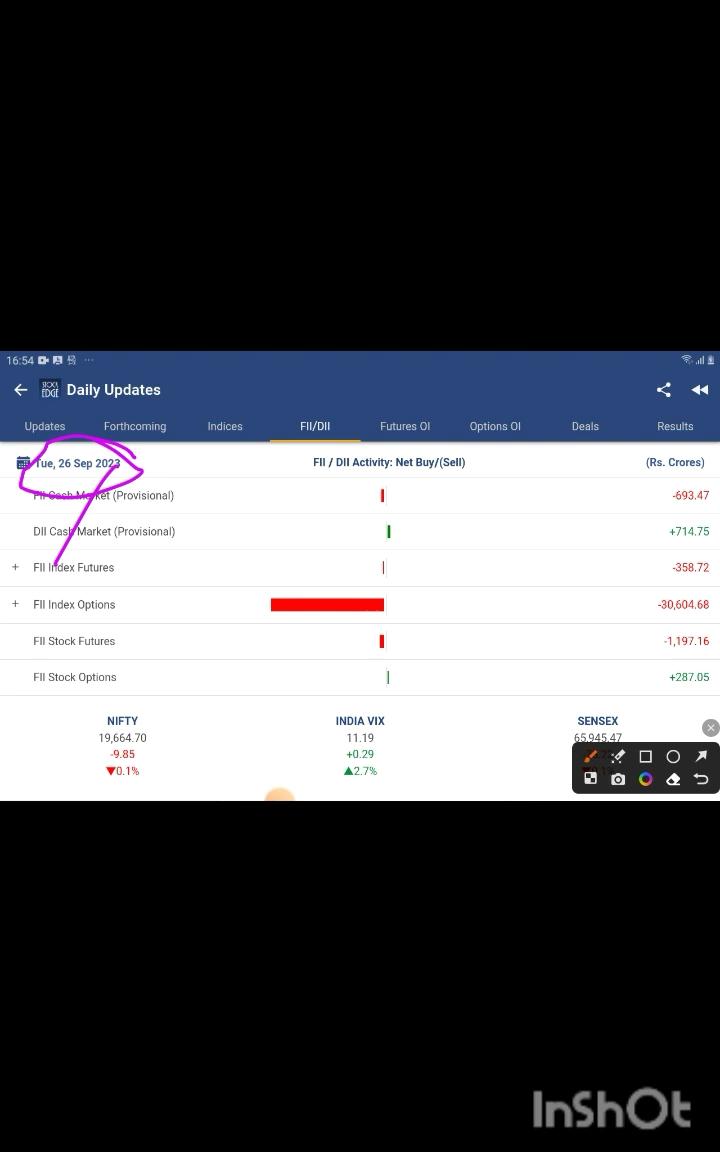 16:54
STOCK EDGE Daily Updates
Updates Forthcoming Indices FII/DII Futures OI Options OI Deals Results
Tue, 26 Sep 2023 FII / DII Activity: Net Buy/(Sell) (Rs. Crores)
FII Cash Market (Provisional) -693.47
DII Cash Market (Provisional) +714.75
+ FII Index Futures -358.72
+ FII Index Options -30,604.68
FII Stock Futures -1,197.16
FII Stock Options +287.05
NIFTY INDIA VIX SENSEX
19,664.70 11.19 65,945.47
-9.85 +0.29
▼0.1% ▲2.7%
InShOt